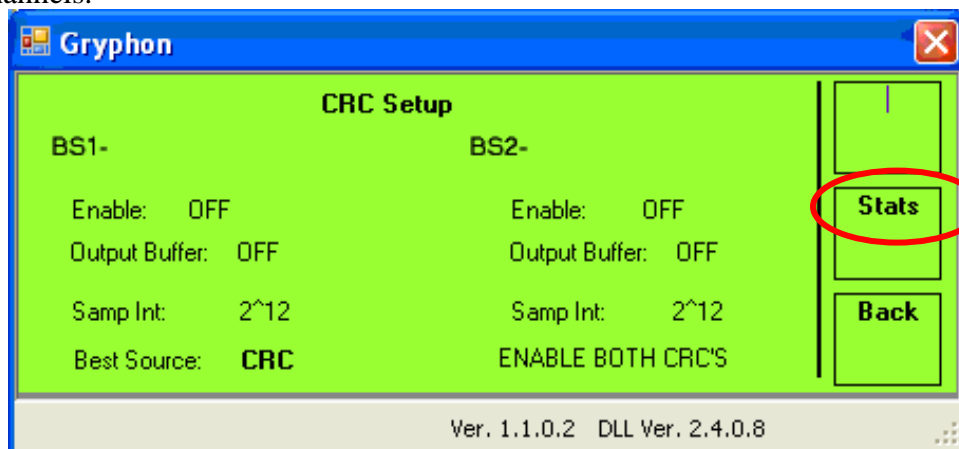 Gryphon
CRC Setup
BS1- BS2-
Enable: OFF Enable: OFF
Output Buffer: OFF Output Buffer: OFF
Samp Int: 2^12 Samp Int: 2^12
Best Source: CRC ENABLE BOTH CRC'S
Stats
Back
Ver. 1.1.0.2 DLL Ver. 2.4.0.8